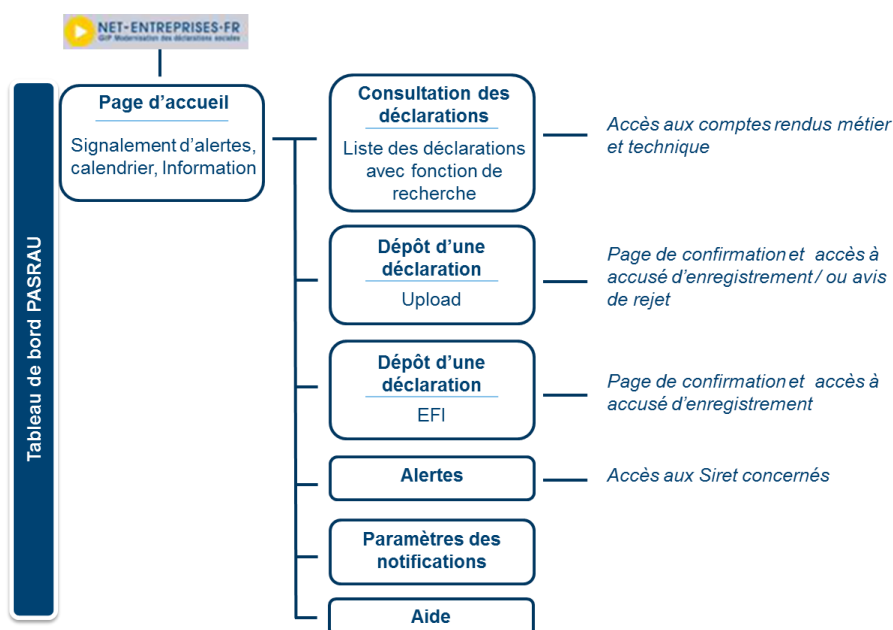 NET-ENTREPRISES·FR
GIP Modernisation des déclarations sociales
Tableau de bord PASRAU
Page d'accueil
Signalement d'alertes,
calendrier, Information
Consultation des
déclarations
Liste des déclarations
avec fonction de
recherche
Accès aux comptes rendus métier
et technique
Dépôt d'une
déclaration
Upload
Page de confirmation et accès à
accusé d'enregistrement / ou avis
de rejet
Dépôt d'une
déclaration
EFI
Page de confirmation et accès à
accusé d'enregistrement
Alertes
Accès aux Siret concernés
Paramètres des
notifications
Aide